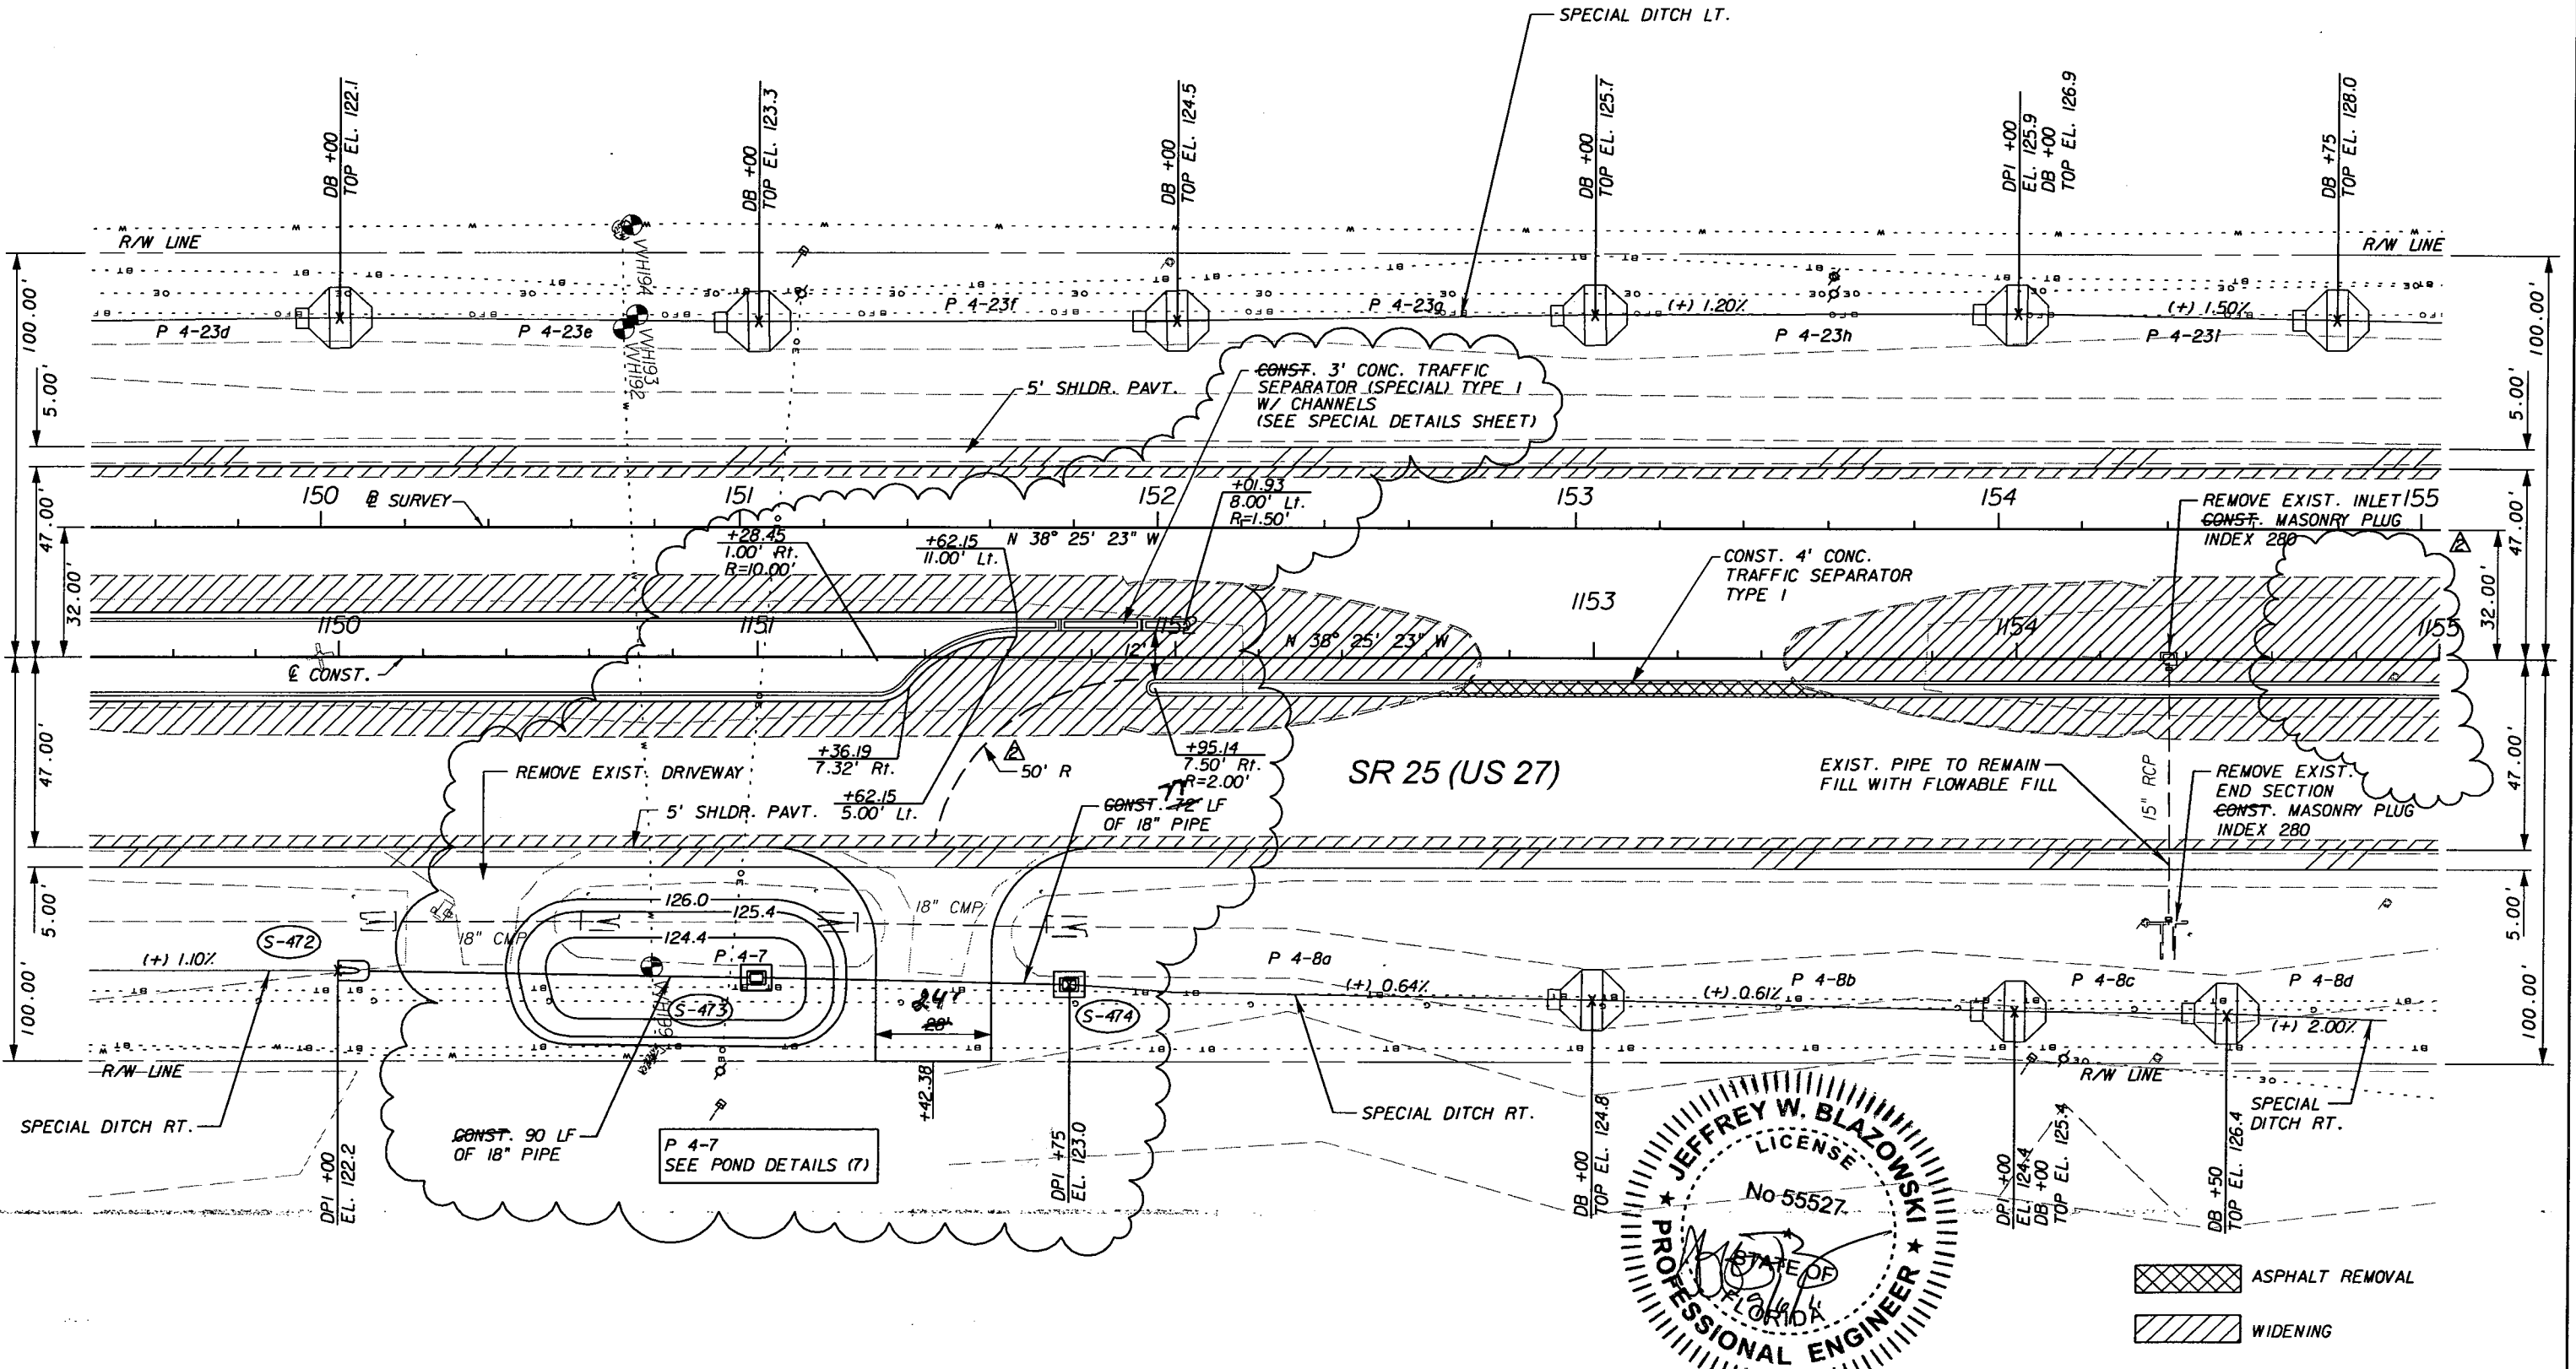 SPECIAL DITCH LT.
DB +00
TOP EL. 122.1
DB +00
TOP EL. 123.3
DB +00
TOP EL. 124.5
DB +00
TOP EL. 125.7
DPI +00
EL. 125.9
DB +00
TOP EL. 126.9
DB +75
TOP EL. 128.0
R/W LINE
R/W LINE
VVH194
VVH193
VVH192
100.00'
5.00'
47.00'
32.00'
P 4-23d
P 4-23e
P 4-23f
P 4-23g
(+) 1.20%
P 4-23h
(+) 1.50%
P 4-23i
100.00'
5.00'
47.00'
32.00'
5' SHLDR. PAVT.
CONST. 3' CONC. TRAFFIC
SEPARATOR (SPECIAL) TYPE I
W/ CHANNELS
(SEE SPECIAL DETAILS SHEET)
150
℄ SURVEY
151
152
153
154
155
+28.45
1.00' Rt.
R=10.00'
+62.15
11.00' Lt.
N 38° 25' 23" W
+01.93
8.00' Lt.
R=1.50'
REMOVE EXIST. INLET
CONST. MASONRY PLUG
INDEX 280
2
CONST. 4' CONC.
TRAFFIC SEPARATOR
TYPE I
1150
1151
1152
1153
1154
1155
12'
N 38° 25' 23" W
℄ CONST.
+36.19
7.32' Rt.
+62.15
5.00' Lt.
2
50' R
+95.14
7.50' Rt.
R=2.00'
SR 25 (US 27)
47.00'
5.00'
100.00'
REMOVE EXIST. DRIVEWAY
5' SHLDR. PAVT.
77
CONST. 72 LF
OF 18" PIPE
EXIST. PIPE TO REMAIN
FILL WITH FLOWABLE FILL
15" RCP
REMOVE EXIST.
END SECTION
CONST. MASONRY PLUG
INDEX 280
47.00'
5.00'
100.00'
126.0
125.4
124.4
18" CMP
18" CMP
S-472
(+) 1.10%
P 4-7
S-473
24'
28'
S-474
P 4-8a
(+) 0.64%
(+) 0.61%
P 4-8b
P 4-8c
P 4-8d
(+) 2.00%
R/W LINE
R/W LINE
SPECIAL DITCH RT.
DPI +00
EL. 122.2
CONST. 90 LF
OF 18" PIPE
P 4-7
SEE POND DETAILS (7)
+42.38
DPI +75
EL. 123.0
SPECIAL DITCH RT.
DB +00
TOP EL. 124.8
DPI +00
EL. 124.4
DB +00
TOP EL. 125.4
DB +50
TOP EL. 126.4
SPECIAL
DITCH RT.
JEFFREY W. BLAZOWSKI
LICENSE
No 55527
STATE OF
FLORIDA
PROFESSIONAL ENGINEER
ASPHALT REMOVAL
WIDENING